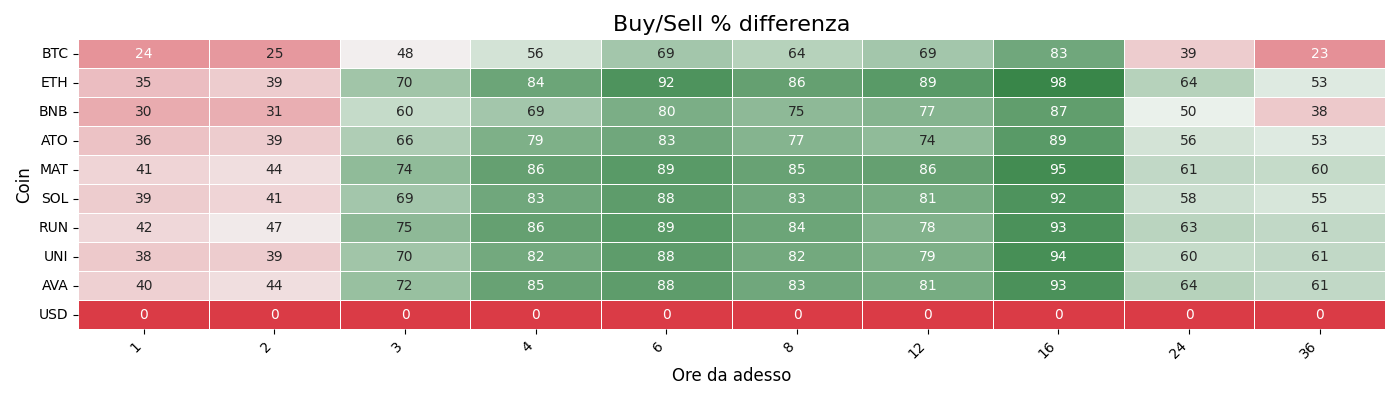 Buy/Sell % differenza
Coin
BTC 24 25 48 56 69 64 69 83 39 23
ETH 35 39 70 84 92 86 89 98 64 53
BNB 30 31 60 69 80 75 77 87 50 38
ATO 36 39 66 79 83 77 74 89 56 53
MAT 41 44 74 86 89 85 86 95 61 60
SOL 39 41 69 83 88 83 81 92 58 55
RUN 42 47 75 86 89 84 78 93 63 61
UNI 38 39 70 82 88 82 79 94 60 61
AVA 40 44 72 85 88 83 81 93 64 61
USD 0 0 0 0 0 0 0 0 0 0
1 2 3 4 6 8 12 16 24 36
Ore da adesso